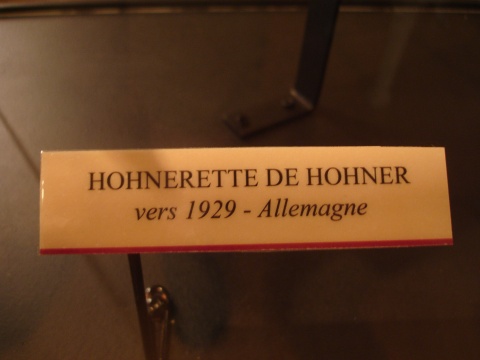 HOHNERETTE DE HOHNER
vers 1929 - Allemagne